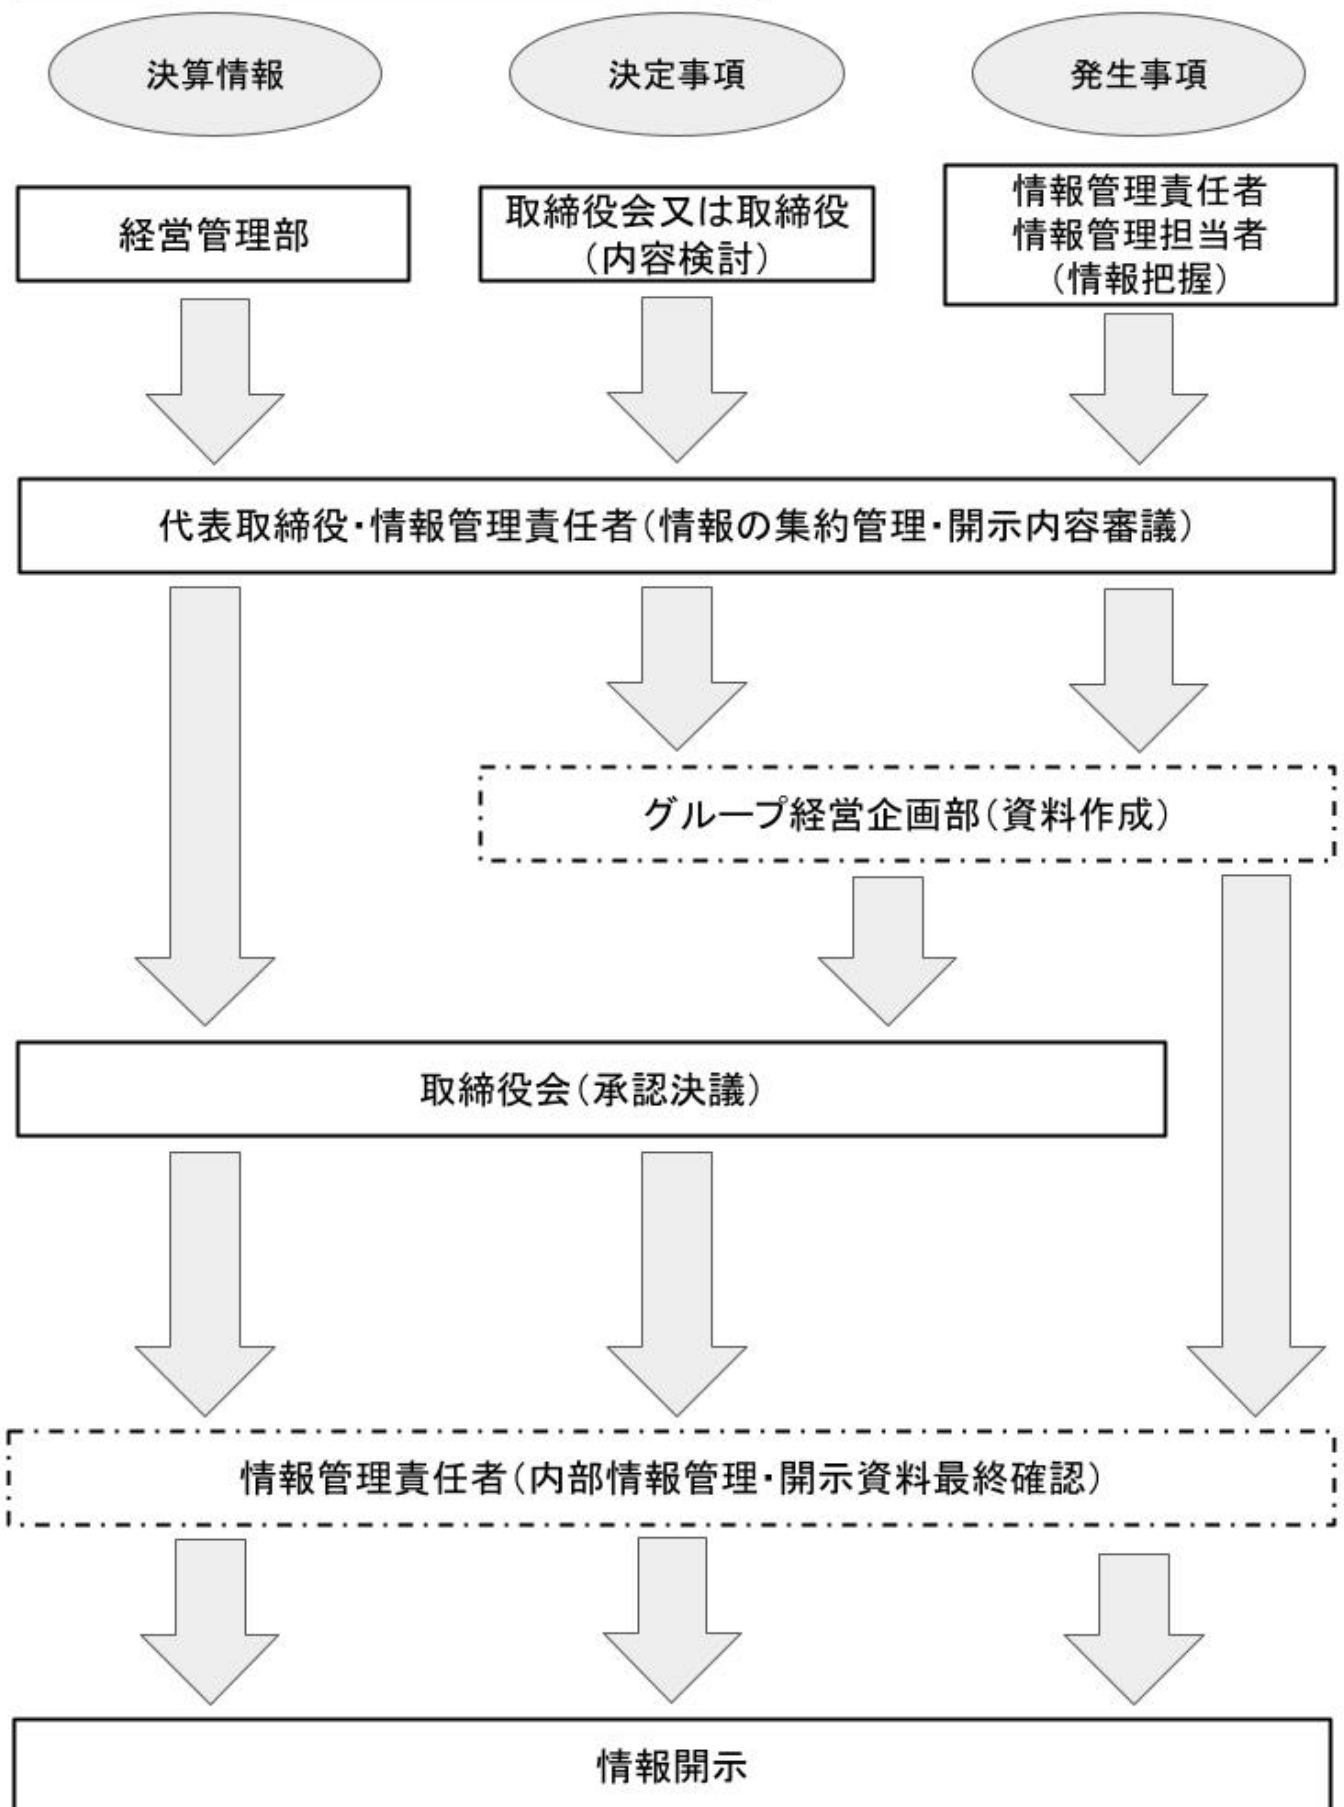 決算情報
決定事項
発生事項
経営管理部
取締役会又は取締役
（内容検討）
情報管理責任者
情報管理担当者
（情報把握）
代表取締役・情報管理責任者（情報の集約管理・開示内容審議）
グループ経営企画部（資料作成）
取締役会（承認決議）
情報管理責任者（内部情報管理・開示資料最終確認）
情報開示